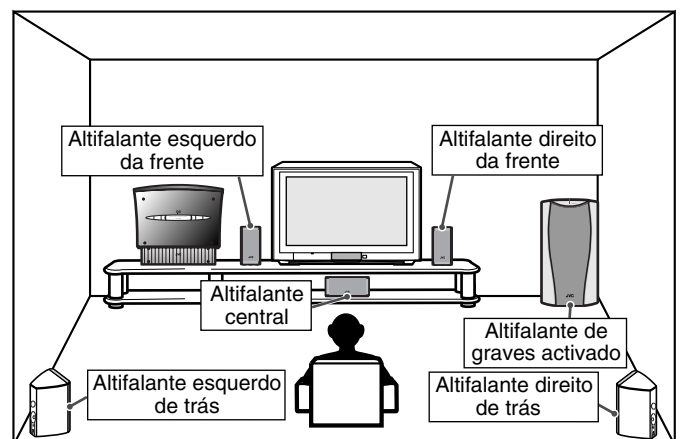 Altifalante esquerdo
da frente
Altifalante direito
da frente
Altifalante
central
Altifalante de
graves activado
Altifalante esquerdo
de trás
Altifalante direito
de trás
JVC